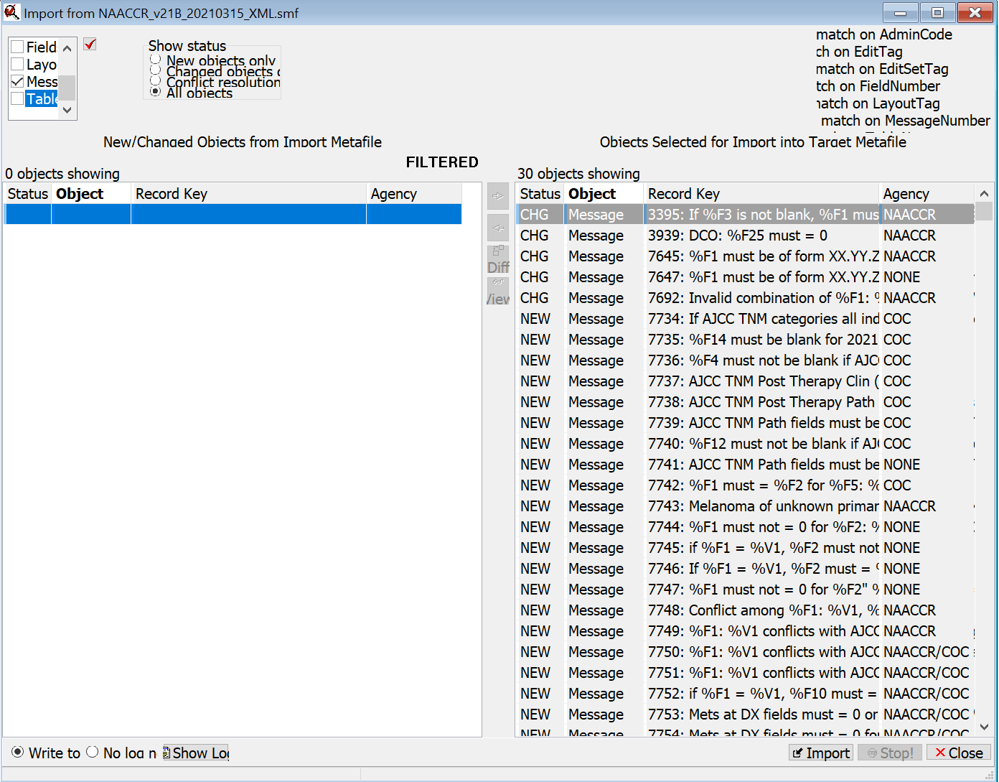 Import from NAACCR_v21B_20210315_XML.smf
Field
Layo
Mess
Table
Show status
New objects only
Changed objects
Conflict resolution
All objects
match on AdminCode
ch on EditTag
match on EditSetTag
tch on FieldNumber
natch on LayoutTag
match on MessageNumber
New/Changed Objects from Import Metafile
Objects Selected for Import into Target Metafile
FILTERED
0 objects showing
30 objects showing
Status Object Record Key Agency
Status Object Record Key Agency
CHG Message 3395: If %F3 is not blank, %F1 mus NAACCR
CHG Message 3939: DCO: %F25 must = 0 NAACCR
CHG Message 7645: %F1 must be of form XX.YY.Z NAACCR
CHG Message 7647: %F1 must be of form XX.YY.Z NONE
CHG Message 7692: Invalid combination of %F1: % NAACCR
NEW Message 7734: If AJCC TNM categories all ind COC
NEW Message 7735: %F14 must be blank for 2021 COC
NEW Message 7736: %F4 must not be blank if AJC COC
NEW Message 7737: AJCC TNM Post Therapy Clin ( COC
NEW Message 7738: AJCC TNM Post Therapy Path COC
NEW Message 7739: AJCC TNM Path fields must be COC
NEW Message 7740: %F12 must not be blank if AJ COC
NEW Message 7741: AJCC TNM Path fields must be NONE
NEW Message 7742: %F1 must = %F2 for %F5: % COC
NEW Message 7743: Melanoma of unknown primar NAACCR
NEW Message 7744: %F1 must not = 0 for %F2: % NONE
NEW Message 7745: if %F1 = %V1, %F2 must not NONE
NEW Message 7746: If %F1 = %V1, %F2 must = % NONE
NEW Message 7747: %F1 must not = 0 for %F2" % NONE
NEW Message 7748: Conflict among %F1: %V1, % NAACCR
NEW Message 7749: %F1: %V1 conflicts with AJCC NAACCR
NEW Message 7750: %F1: %V1 conflicts with AJCC NAACCR/COC
NEW Message 7751: %F1: %V1 conflicts with AJCC NAACCR/COC
NEW Message 7752: if %F1 = %V1, %F10 must = NAACCR/COC
NEW Message 7753: Mets at DX fields must = 0 or NAACCR/COC
NEW Message 7754: Mets at DX fields must = 0 for NAACCR/COC
Diff
View
Write to No log n Show Log
Import Stop! Close